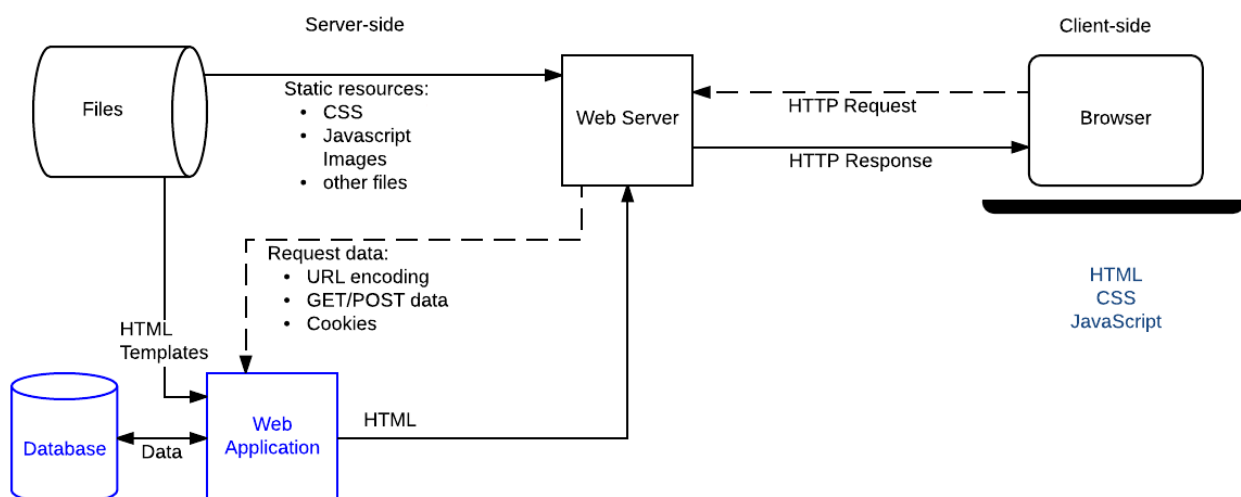 Server-side
Client-side
Files
Static resources:
• CSS
• Javascript
Images
• other files
Web Server
HTTP Request
HTTP Response
Browser
Request data:
• URL encoding
• GET/POST data
• Cookies
HTML
CSS
JavaScript
HTML
Templates
Database
Data
Web
Application
HTML